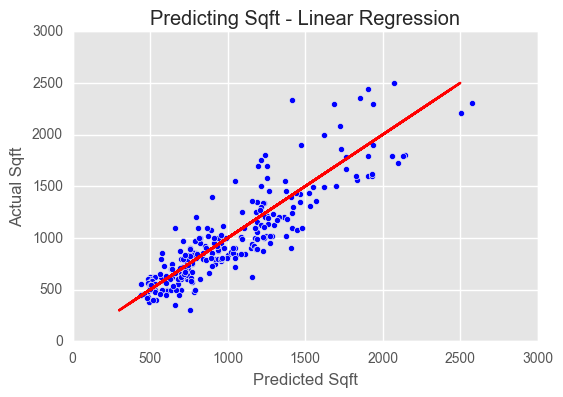 Predicting Sqft - Linear Regression
3000
2500
2000
1500
1000
500
0
Actual Sqft
0 500 1000 1500 2000 2500 3000
Predicted Sqft